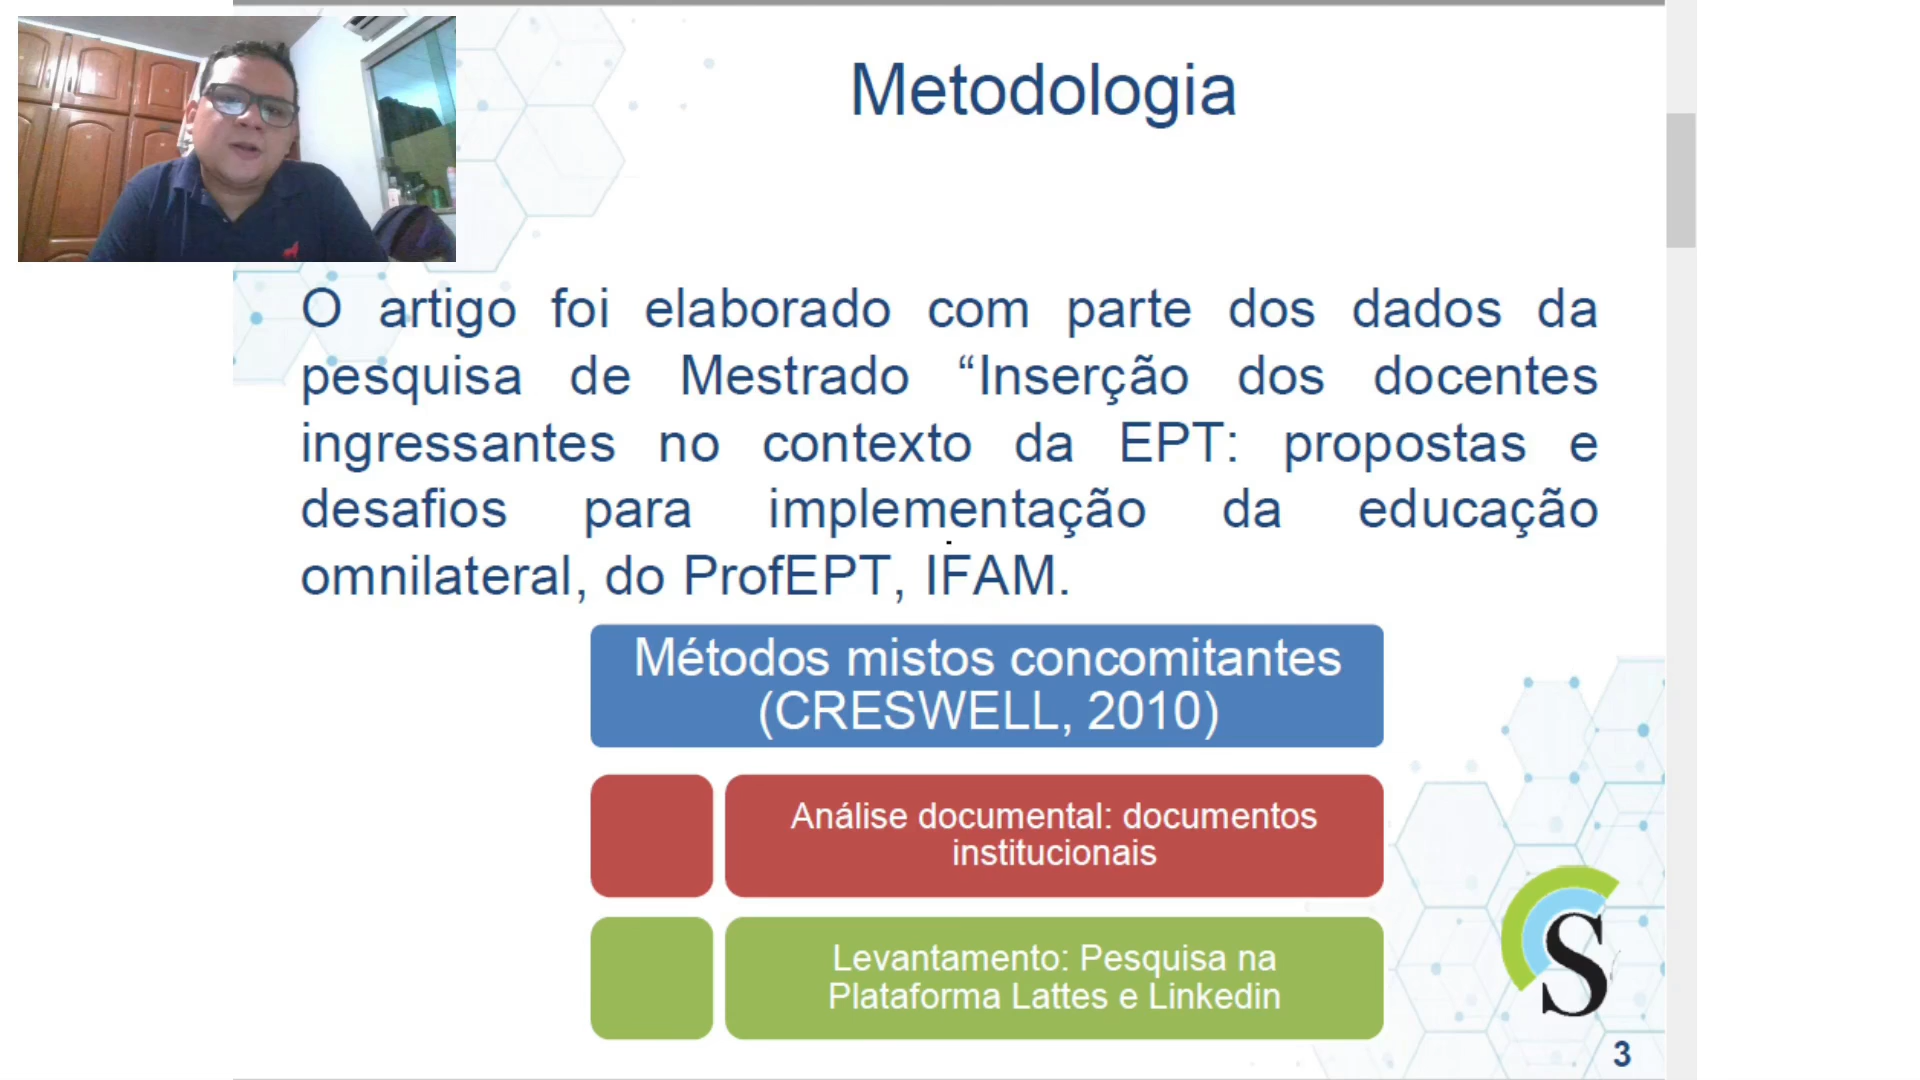 Metodologia
O artigo foi elaborado com parte dos dados da
pesquisa de Mestrado “Inserção dos docentes
ingressantes no contexto da EPT: propostas e
desafios para implementação da educação
omnilateral, do ProfEPT, IFAM.
Métodos mistos concomitantes
(CRESWELL, 2010)
Análise documental: documentos
institucionais
Levantamento: Pesquisa na
Plataforma Lattes e Linkedin
S
3